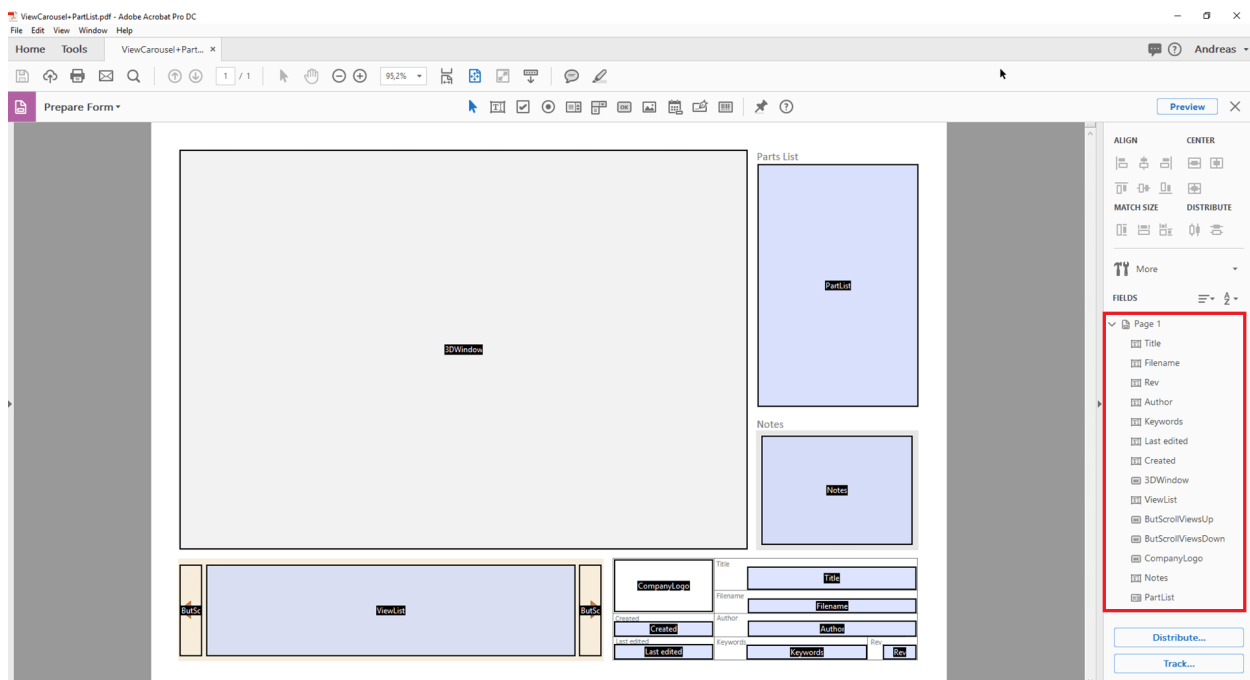 ViewCarousel+PartList.pdf - Adobe Acrobat Pro DC
File Edit View Window Help
Home Tools ViewCarousel+Part... × Andreas
1 / 1 95,2%
Prepare Form Preview
ALIGN CENTER
MATCH SIZE DISTRIBUTE
More
FIELDS
Page 1
Title
Filename
Rev
Author
Keywords
Last edited
Created
3DWindow
ViewList
ButScrollViewsUp
ButScrollViewsDown
CompanyLogo
Notes
PartList
Distribute...
Track...
Parts List
PartList
3DWindow
Notes
Notes
ButSc ViewList ButSc
CompanyLogo
Title
Title
Filename
Filename
Created
Created
Author
Author
Last edited
Last edited
Keywords
Keywords
Rev
Rev